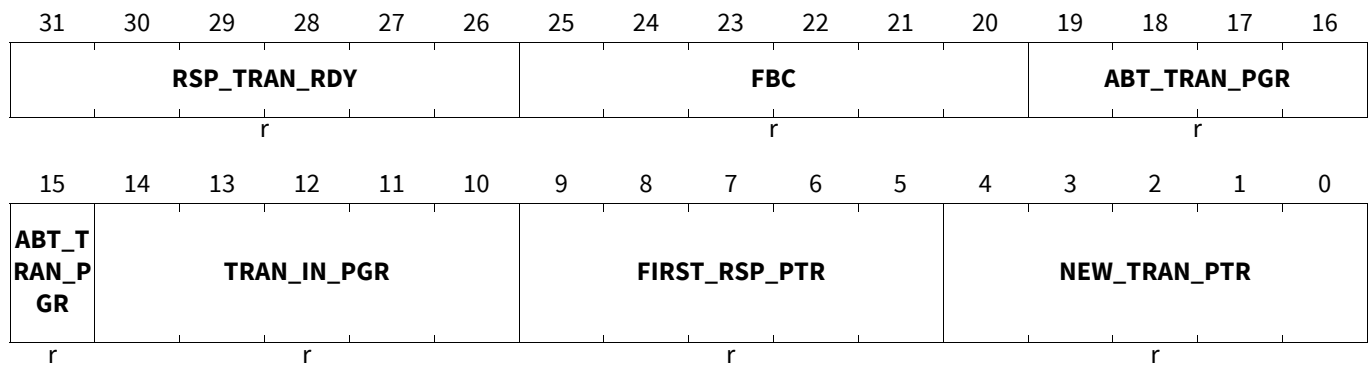 31 30 29 28 27 26 25 24 23 22 21 20 19 18 17 16
RSP_TRAN_RDY FBC ABT_TRAN_PGR
r r r
15 14 13 12 11 10 9 8 7 6 5 4 3 2 1 0
ABT_T
RAN_P
GR
TRAN_IN_PGR FIRST_RSP_PTR NEW_TRAN_PTR
r r r r